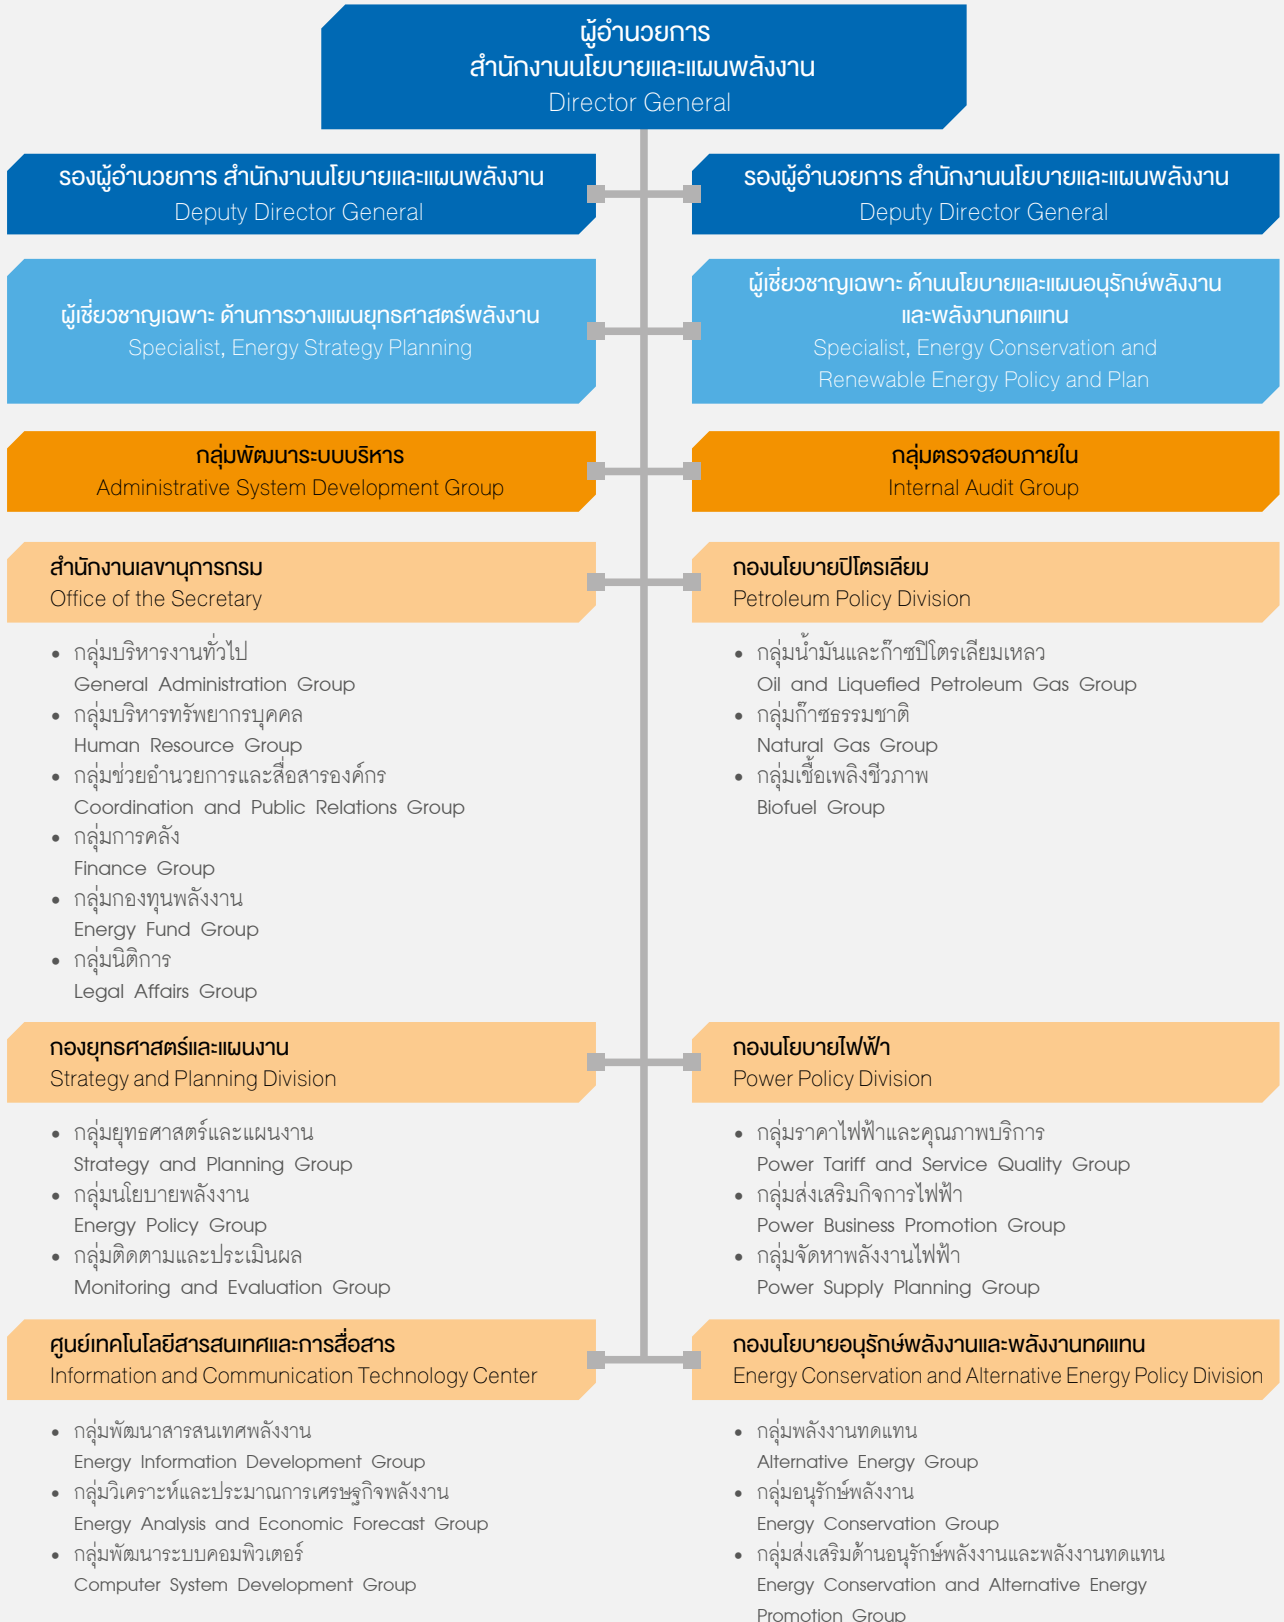 ผู้อำนวยการ
สำนักงานนโยบายและแผนพลังงาน
Director General
รองผู้อำนวยการ สำนักงานนโยบายและแผนพลังงาน
Deputy Director General
รองผู้อำนวยการ สำนักงานนโยบายและแผนพลังงาน
Deputy Director General
ผู้เชี่ยวชาญเฉพาะ ด้านการวางแผนยุทธศาสตร์พลังงาน
Specialist, Energy Strategy Planning
ผู้เชี่ยวชาญเฉพาะ ด้านนโยบายและแผนอนุรักษ์พลังงาน
และพลังงานทดแทน
Specialist, Energy Conservation and
Renewable Energy Policy and Plan
กลุ่มพัฒนาระบบบริหาร
Administrative System Development Group
กลุ่มตรวจสอบภายใน
Internal Audit Group
สำนักงานเลขานุการกรม
Office of the Secretary
• กลุ่มบริหารงานทั่วไป
General Administration Group
• กลุ่มบริหารทรัพยากรบุคคล
Human Resource Group
• กลุ่มช่วยอำนวยการและสื่อสารองค์กร
Coordination and Public Relations Group
• กลุ่มการคลัง
Finance Group
• กลุ่มกองทุนพลังงาน
Energy Fund Group
• กลุ่มนิติการ
Legal Affairs Group
กองนโยบายปิโตรเลียม
Petroleum Policy Division
• กลุ่มน้ำมันและก๊าซปิโตรเลียมเหลว
Oil and Liquefied Petroleum Gas Group
• กลุ่มก๊าซธรรมชาติ
Natural Gas Group
• กลุ่มเชื้อเพลิงชีวภาพ
Biofuel Group
กองยุทธศาสตร์และแผนงาน
Strategy and Planning Division
• กลุ่มยุทธศาสตร์และแผนงาน
Strategy and Planning Group
• กลุ่มนโยบายพลังงาน
Energy Policy Group
• กลุ่มติดตามและประเมินผล
Monitoring and Evaluation Group
กองนโยบายไฟฟ้า
Power Policy Division
• กลุ่มราคาไฟฟ้าและคุณภาพบริการ
Power Tariff and Service Quality Group
• กลุ่มส่งเสริมกิจการไฟฟ้า
Power Business Promotion Group
• กลุ่มจัดหาพลังงานไฟฟ้า
Power Supply Planning Group
ศูนย์เทคโนโลยีสารสนเทศและการสื่อสาร
Information and Communication Technology Center
• กลุ่มพัฒนาสารสนเทศพลังงาน
Energy Information Development Group
• กลุ่มวิเคราะห์และประมาณการเศรษฐกิจพลังงาน
Energy Analysis and Economic Forecast Group
• กลุ่มพัฒนาระบบคอมพิวเตอร์
Computer System Development Group
กองนโยบายอนุรักษ์พลังงานและพลังงานทดแทน
Energy Conservation and Alternative Energy Policy Division
• กลุ่มพลังงานทดแทน
Alternative Energy Group
• กลุ่มอนุรักษ์พลังงาน
Energy Conservation Group
• กลุ่มส่งเสริมด้านอนุรักษ์พลังงานและพลังงานทดแทน
Energy Conservation and Alternative Energy
Promotion Group